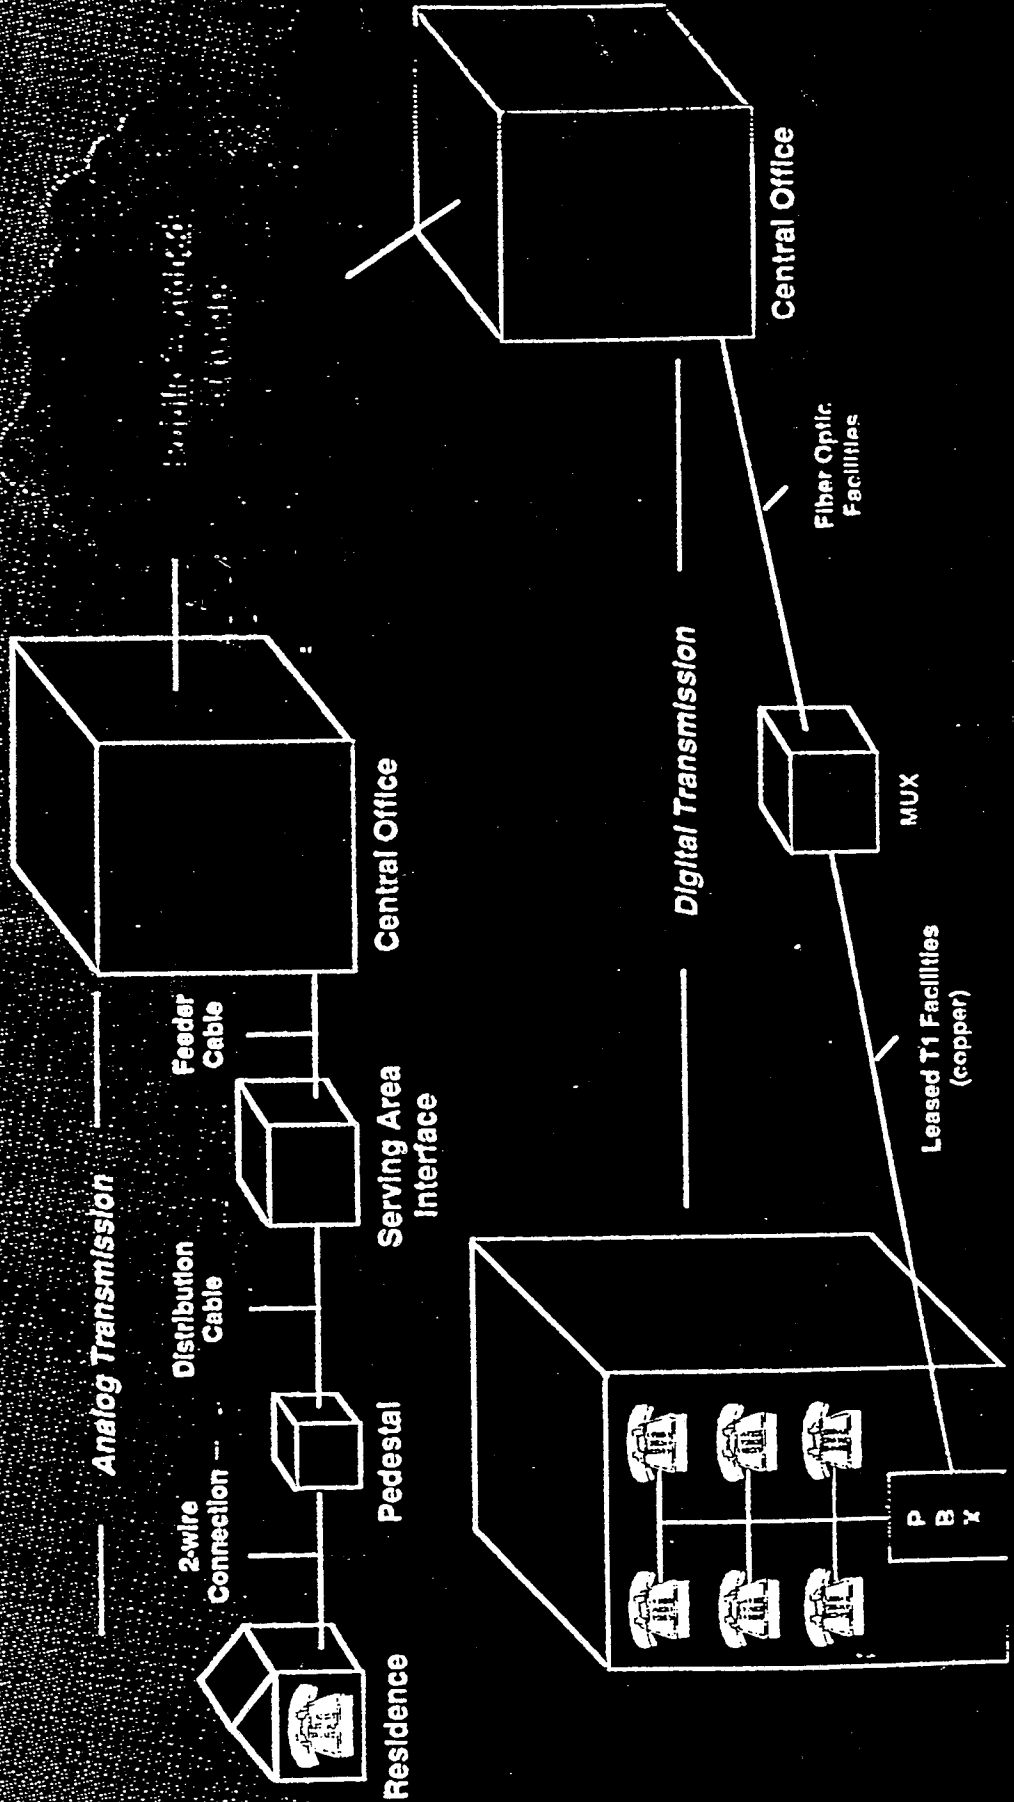 Analog Transmission
2-wire
Connection
Distribution
Cable
Feeder
Cable
Residence
Pedestal
Serving Area
Interface
Central Office
Digital Transmission
P
B
X
Leased T1 Facilities
(copper)
MUX
Fiber Optic
Facilities
Central Office